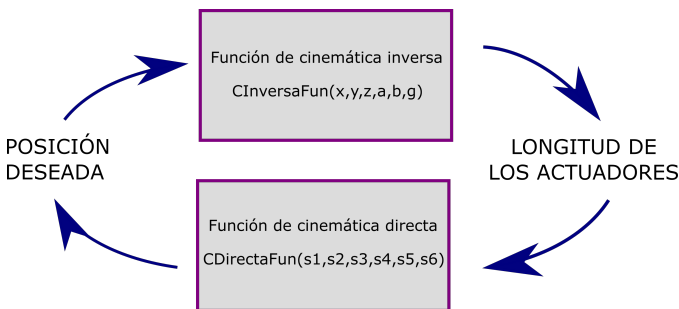 Función de cinemática inversa
CInversaFun(x,y,z,a,b,g)
POSICIÓN
DESEADA
LONGITUD DE
LOS ACTUADORES
Función de cinemática directa
CDirectaFun(s1,s2,s3,s4,s5,s6)